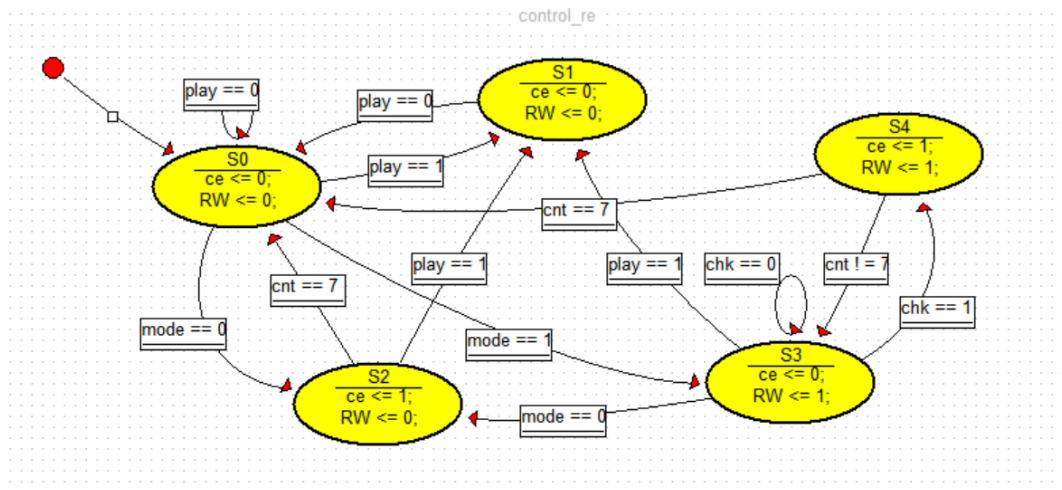 control_re
play == 0
play == 0
play == 1
S1
ce <= 0;
RW <= 0;
S0
ce <= 0;
RW <= 0;
S4
ce <= 1;
RW <= 1;
cnt == 7
cnt == 7
play == 1
play == 1
chk == 0
cnt ! = 7
chk == 1
mode == 0
mode == 1
S2
ce <= 1;
RW <= 0;
S3
ce <= 0;
RW <= 1;
mode == 0